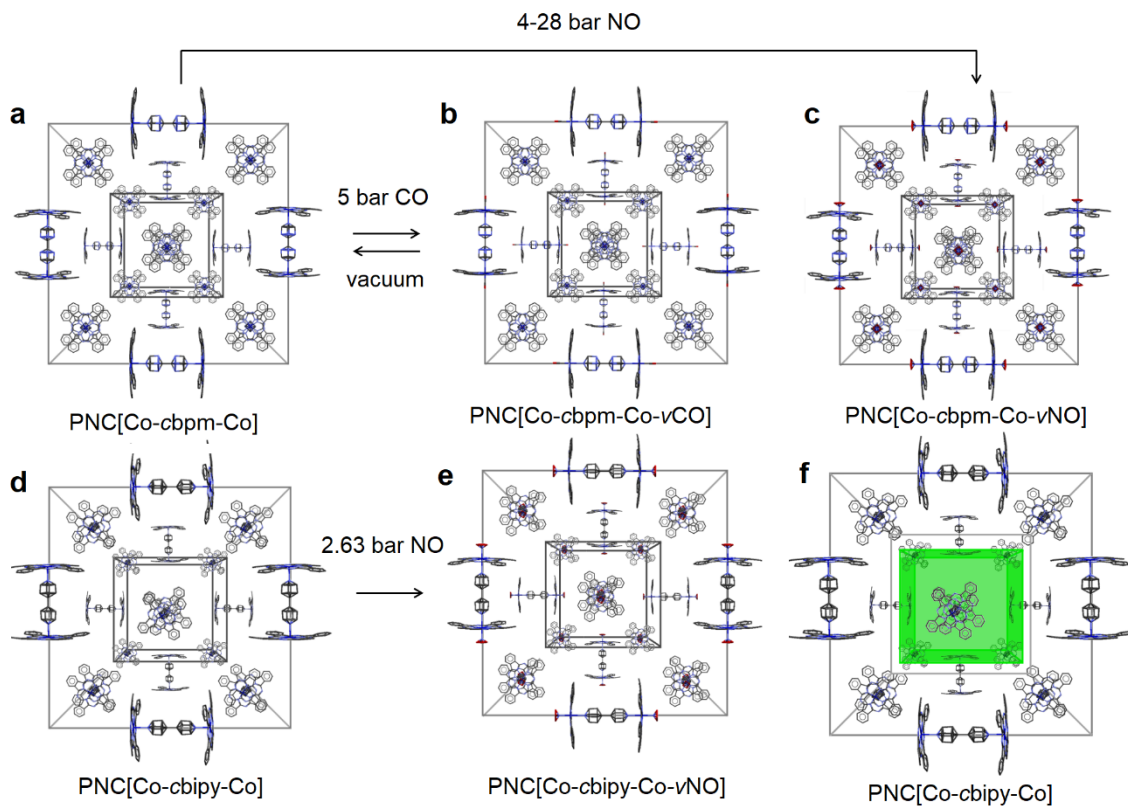 4-28 bar NO
a
b
c
5 bar CO
vacuum
PNC[Co-cbpm-Co]
PNC[Co-cbpm-Co-vCO]
PNC[Co-cbpm-Co-vNO]
d
e
f
2.63 bar NO
PNC[Co-cbipy-Co]
PNC[Co-cbipy-Co-vNO]
PNC[Co-cbipy-Co]